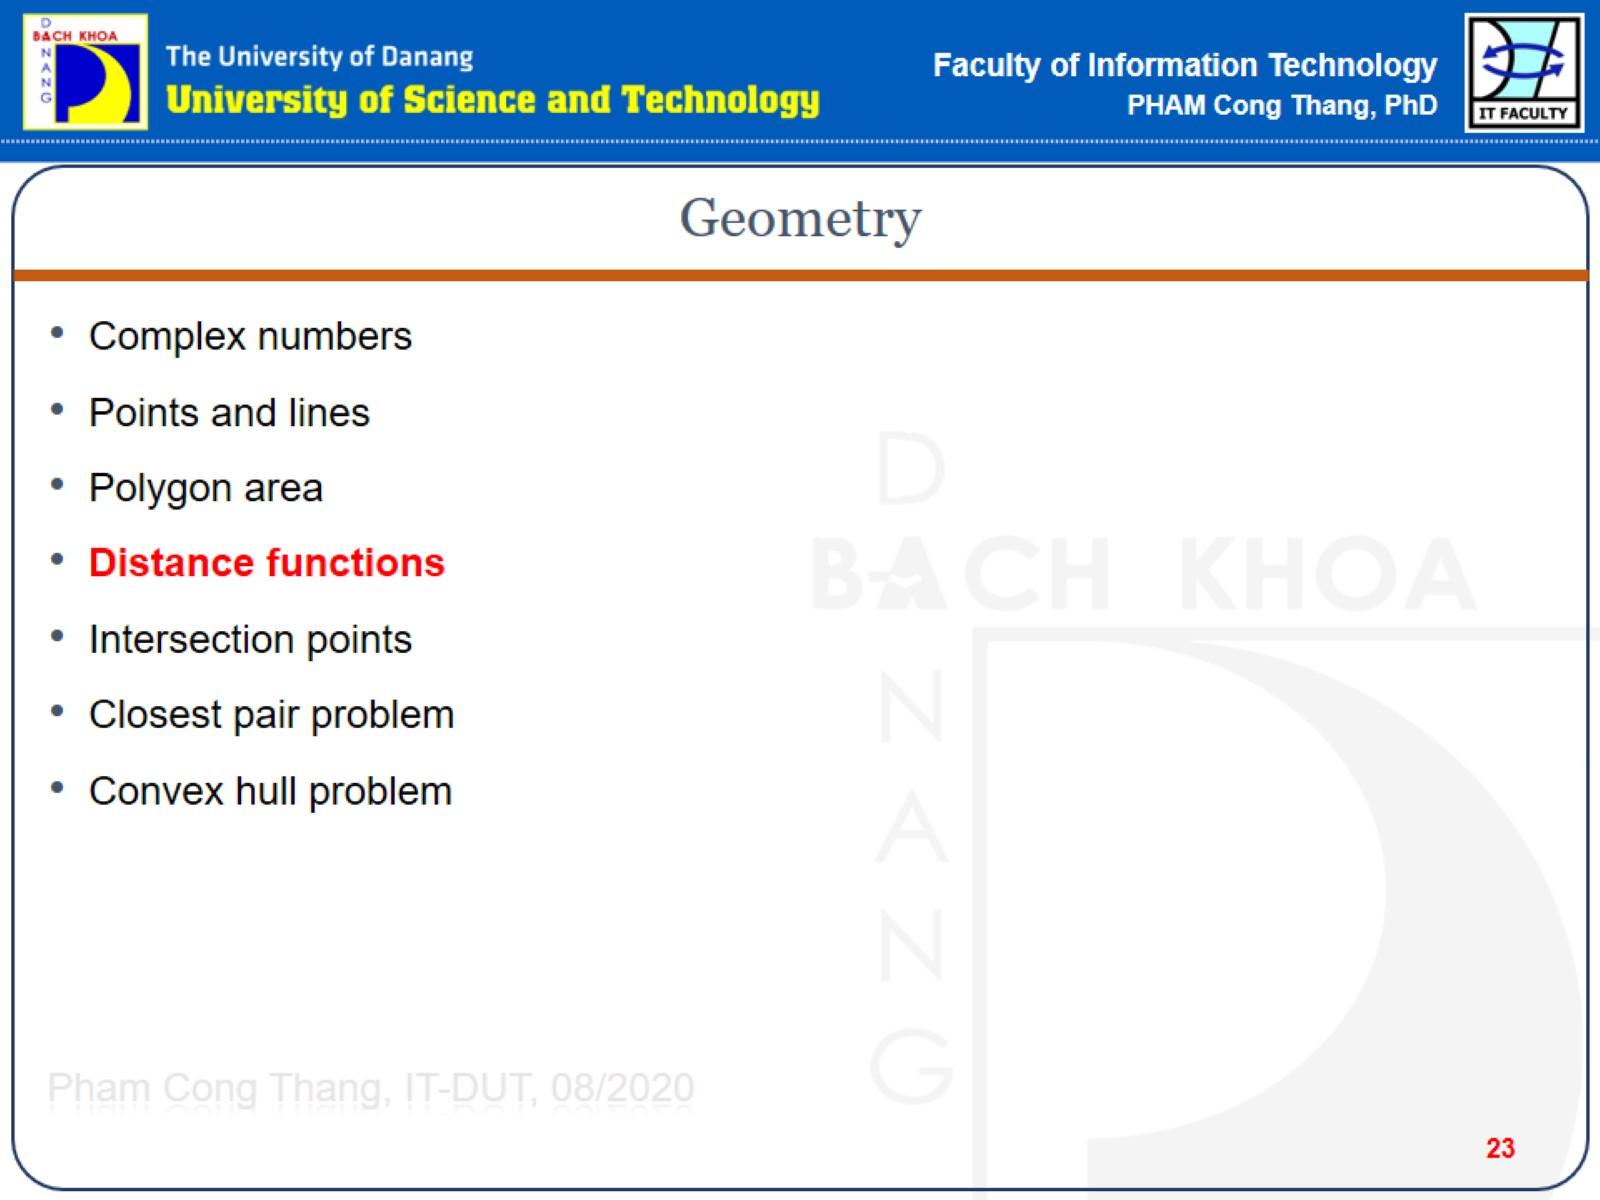 D
BACH KHOA
N
A
N
G
The University of Danang
University of Science and Technology
Faculty of Information Technology
PHAM Cong Thang, PhD
IT FACULTY
Geometry
• Complex numbers
• Points and lines
• Polygon area
• Distance functions
• Intersection points
• Closest pair problem
• Convex hull problem
D
BACH KHOA
N
A
N
G
Pham Cong Thang, IT-DUT, 08/2020
23